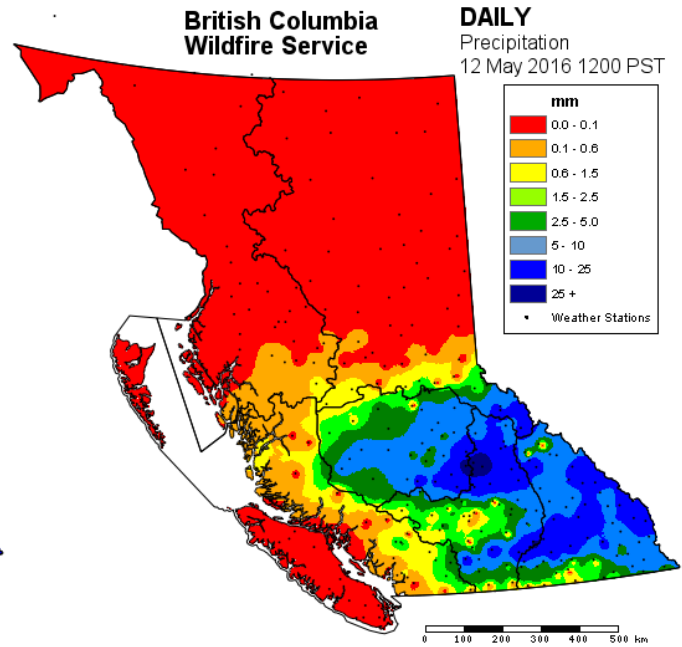 British Columbia
Wildfire Service
DAILY
Precipitation
12 May 2016 1200 PST
mm
0.0 - 0.1
0.1 - 0.6
0.6 - 1.5
1.5 - 2.5
2.5 - 5.0
5 - 10
10 - 25
25 +
Weather Stations
0 100 200 300 400 500 km